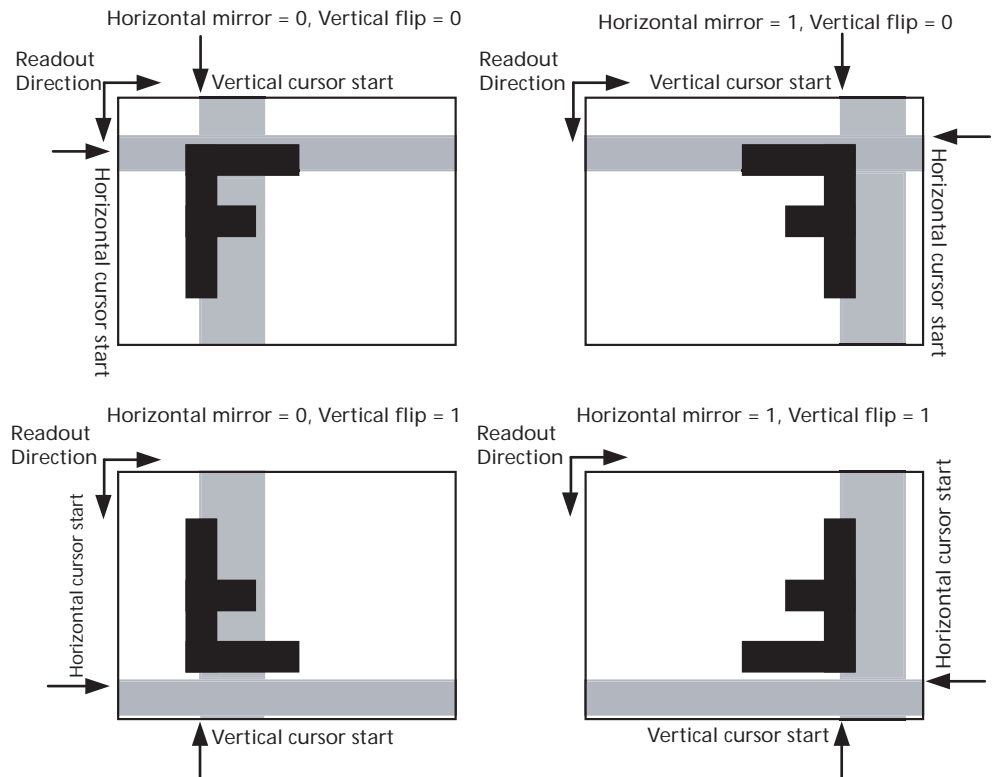 Horizontal mirror = 0, Vertical flip = 0
Readout
Direction
Vertical cursor start
Horizontal cursor start
Horizontal mirror = 1, Vertical flip = 0
Readout
Direction
Vertical cursor start
Horizontal cursor start
Horizontal mirror = 0, Vertical flip = 1
Readout
Direction
Horizontal cursor start
Vertical cursor start
Horizontal mirror = 1, Vertical flip = 1
Readout
Direction
Horizontal cursor start
Vertical cursor start